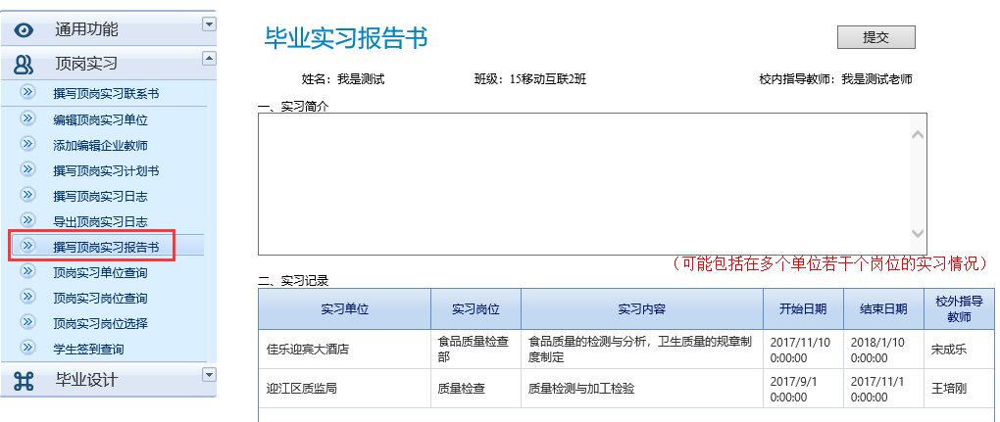 通用功能
顶岗实习
撰写顶岗实习联系书
编辑顶岗实习单位
添加编辑企业教师
撰写顶岗实习计划书
撰写顶岗实习日志
导出顶岗实习日志
撰写顶岗实习报告书
顶岗实习单位查询
顶岗实习岗位查询
顶岗实习岗位选择
学生签到查询
毕业设计
毕业实习报告书
提交
姓名：我是测试 班级：15移动互联2班 校内指导教师：我是测试老师
一、实习简介
（可能包括在多个单位若干个岗位的实习情况）
二、实习记录
实习单位 实习岗位 实习内容 开始日期 结束日期 校外指导
教师
佳乐迎宾大酒店 食品质量检查 食品质量的检测与分析，卫生质量的规章制 2017/11/10 2018/1/10 宋成乐
部 度制定 0:00:00 0:00:00
迎江区质监局 质量检查 质量检测与加工检验 2017/9/1 2017/11/1 王培刚
0:00:00 0:00:00